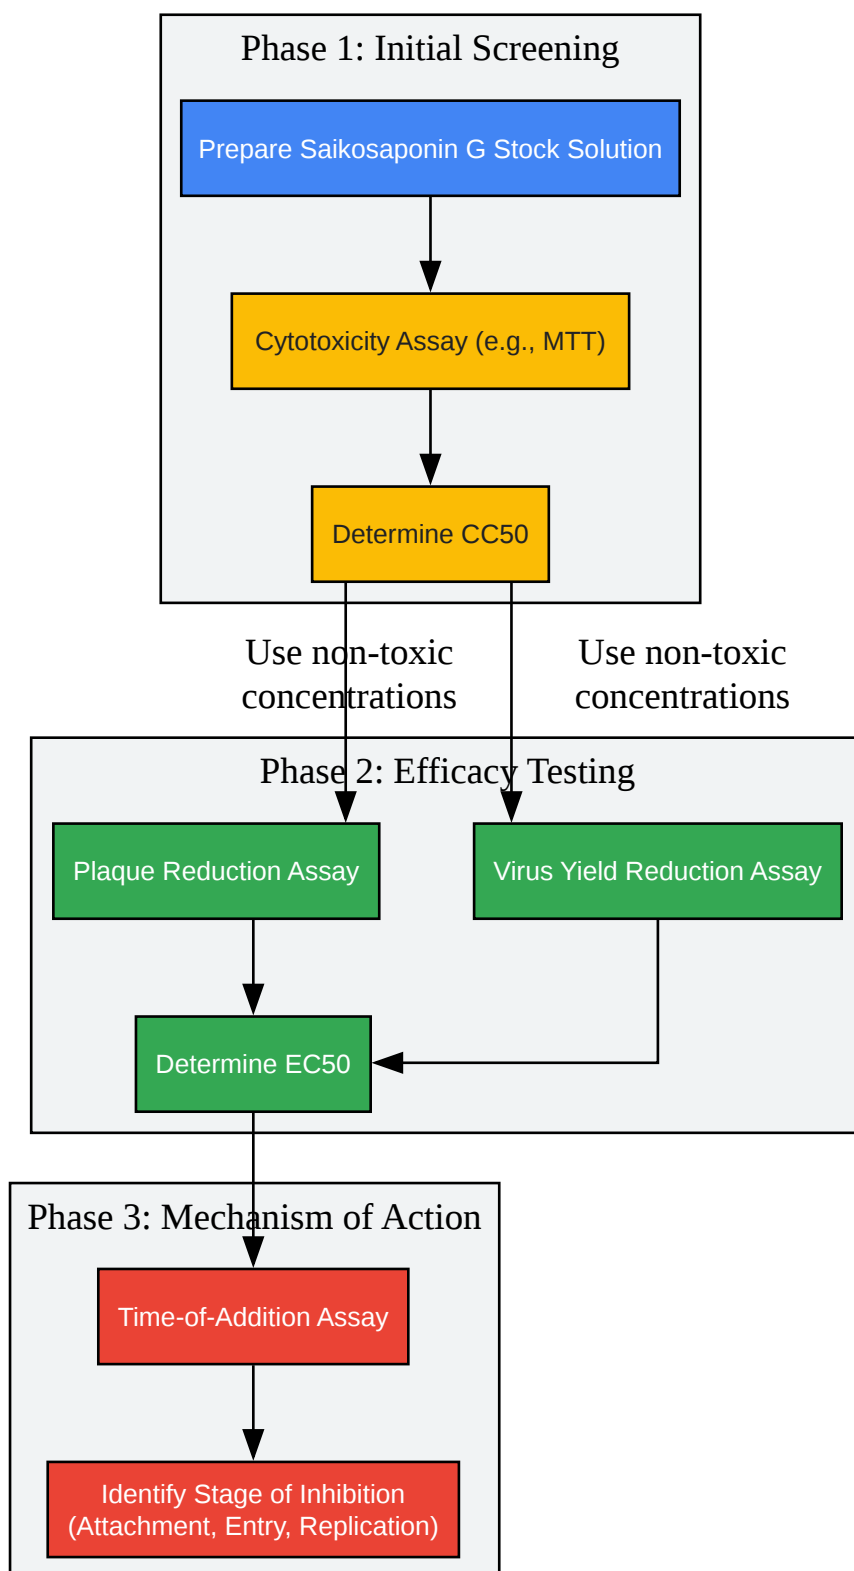 Phase 1: Initial Screening
Prepare Saikosaponin G Stock Solution
Cytotoxicity Assay (e.g., MTT)
Determine CC50
Use non-toxic
concentrations
Use non-toxic
concentrations
Phase 2: Efficacy Testing
Plaque Reduction Assay
Virus Yield Reduction Assay
Determine EC50
Phase 3: Mechanism of Action
Time-of-Addition Assay
Identify Stage of Inhibition
(Attachment, Entry, Replication)